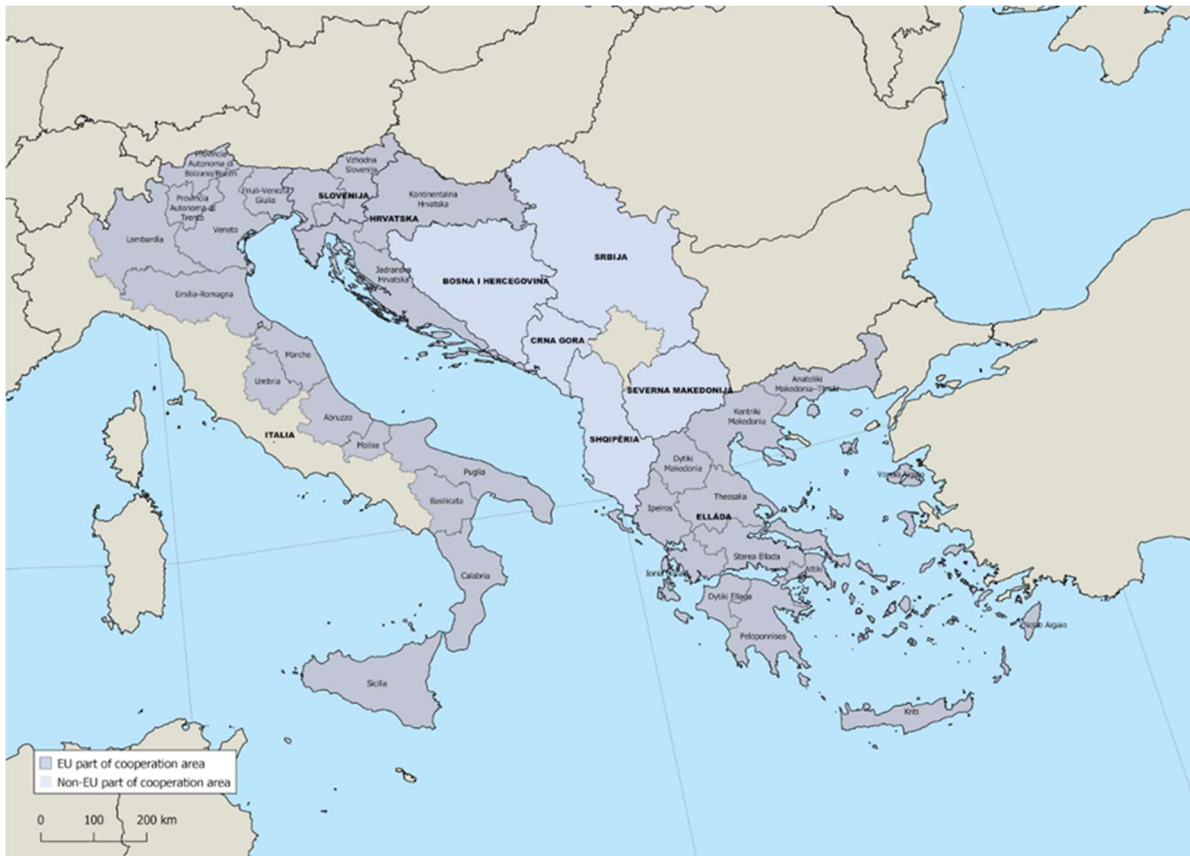 Provincia
Autonoma di
Bolzano/Bozen
Vzhodna
Slovenija
Friuli-Venezia
Giulia
SLOVENIJA
Kontinentalna
Hrvatska
Provincia
Autonoma di
Trento
HRVATSKA
Veneto
Lombardia
Jadranska
Hrvatska
SRBIJA
BOSNA I HERCEGOVINA
Emilia-Romagna
CRNA GORA
Marche
Umbria
SEVERNA MAKEDONIJA
Anatoliki
Kentriki
Makedonia
Abruzzo
ITALIA
Molise
SHQIPËRIA
Dytiki
Makedonia
Puglia
Basilicata
Thessalia
Ipeiros
ELLÁDA
Sterea Ellada
Attiki
Calabria
Dytiki Ellada
Peloponnisos
Notio Aigaio
Sicilia
Kriti
EU part of cooperation area
Non-EU part of cooperation area
0 100 200 km